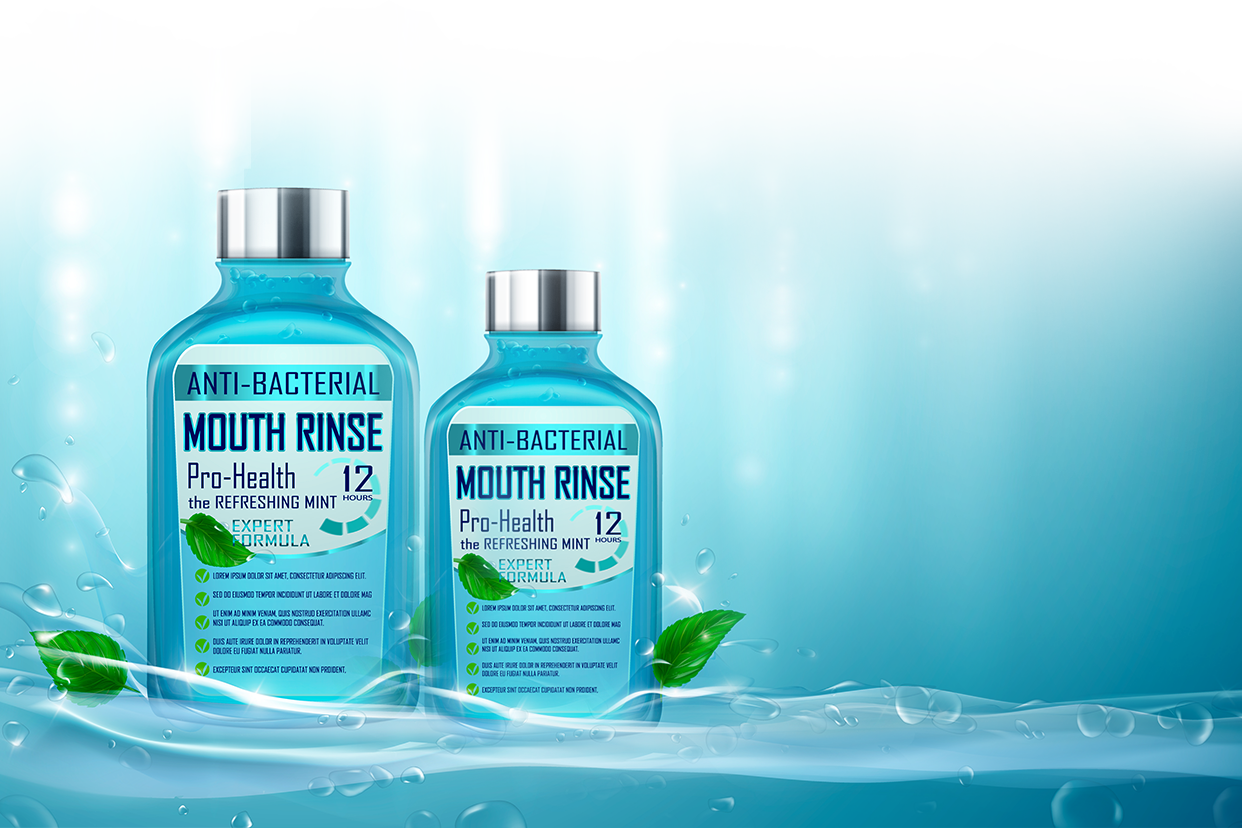 ANTI-BACTERIAL
MOUTH RINSE
Pro-Health
12
HOURS
the REFRESHING MINT
EXPERT
FORMULA
LOREM IPSUM DOLOR SIT AMET, CONSECTETUR ADIPISCING ELIT.
SED DO EIUSMOD TEMPOR INCIDIDUNT UT LABORE ET DOLORE MAG
UT ENIM AD MINIM VENIAM, QUIS NOSTRUD EXERCITATION ULLAMC
NISI UT ALIQUIP EX EA COMMODO CONSEQUAT.
DUIS AUTE IRURE DOLOR IN REPREHENDERIT IN VOLUPTATE VELIT
DOLORE EU FUGIAT NULLA PARIATUR.
EXCEPTEUR SINT OCCAECAT CUPIDATAT NON PROIDENT,
ANTI-BACTERIAL
MOUTH RINSE
Pro-Health
12
HOURS
the REFRESHING MINT
EXPERT
FORMULA
LOREM IPSUM DOLOR SIT AMET, CONSECTETUR ADIPISCING ELIT.
SED DO EIUSMOD TEMPOR INCIDIDUNT UT LABORE ET DOLORE MAG
UT ENIM AD MINIM VENIAM, QUIS NOSTRUD EXERCITATION ULLAMC
NISI UT ALIQUIP EX EA COMMODO CONSEQUAT.
DUIS AUTE IRURE DOLOR IN REPREHENDERIT IN VOLUPTATE VELIT
DOLORE EU FUGIAT NULLA PARIATUR.
EXCEPTEUR SINT OCCAECAT CUPIDATAT NON PROIDENT,